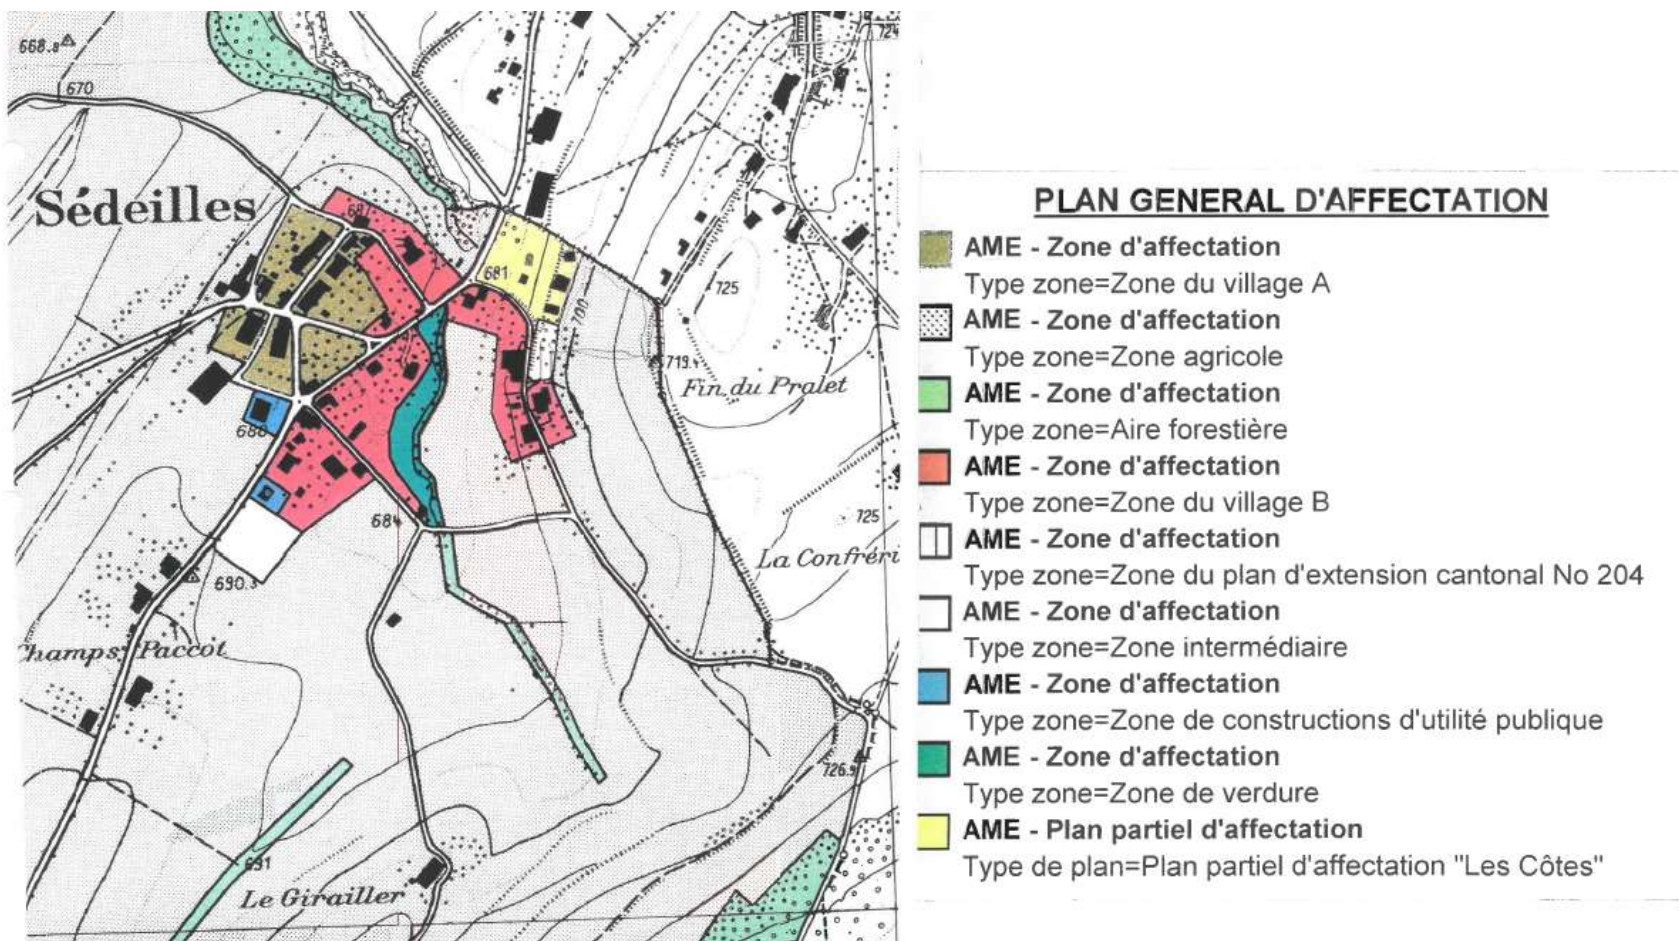 668.8
670
724
Sédeilles
687
681
700
725
719.4
Fin du Pralet
688
684
725
La Confréri
690.3
Champs Paccot
726.9
691
Le Girailler
PLAN GENERAL D'AFFECTATION
AME - Zone d'affectation
Type zone=Zone du village A
AME - Zone d'affectation
Type zone=Zone agricole
AME - Zone d'affectation
Type zone=Aire forestière
AME - Zone d'affectation
Type zone=Zone du village B
AME - Zone d'affectation
Type zone=Zone du plan d'extension cantonal No 204
AME - Zone d'affectation
Type zone=Zone intermédiaire
AME - Zone d'affectation
Type zone=Zone de constructions d'utilité publique
AME - Zone d'affectation
Type zone=Zone de verdure
AME - Plan partiel d'affectation
Type de plan=Plan partiel d'affectation "Les Côtes"